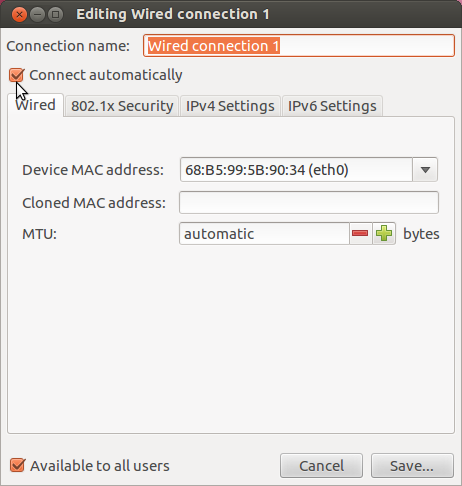 Editing Wired connection 1
Connection name: Wired connection 1
Connect automatically
Wired 802.1x Security IPv4 Settings IPv6 Settings
Device MAC address: 68:B5:99:5B:90:34 (eth0)
Cloned MAC address:
MTU: automatic bytes
Available to all users Cancel Save...